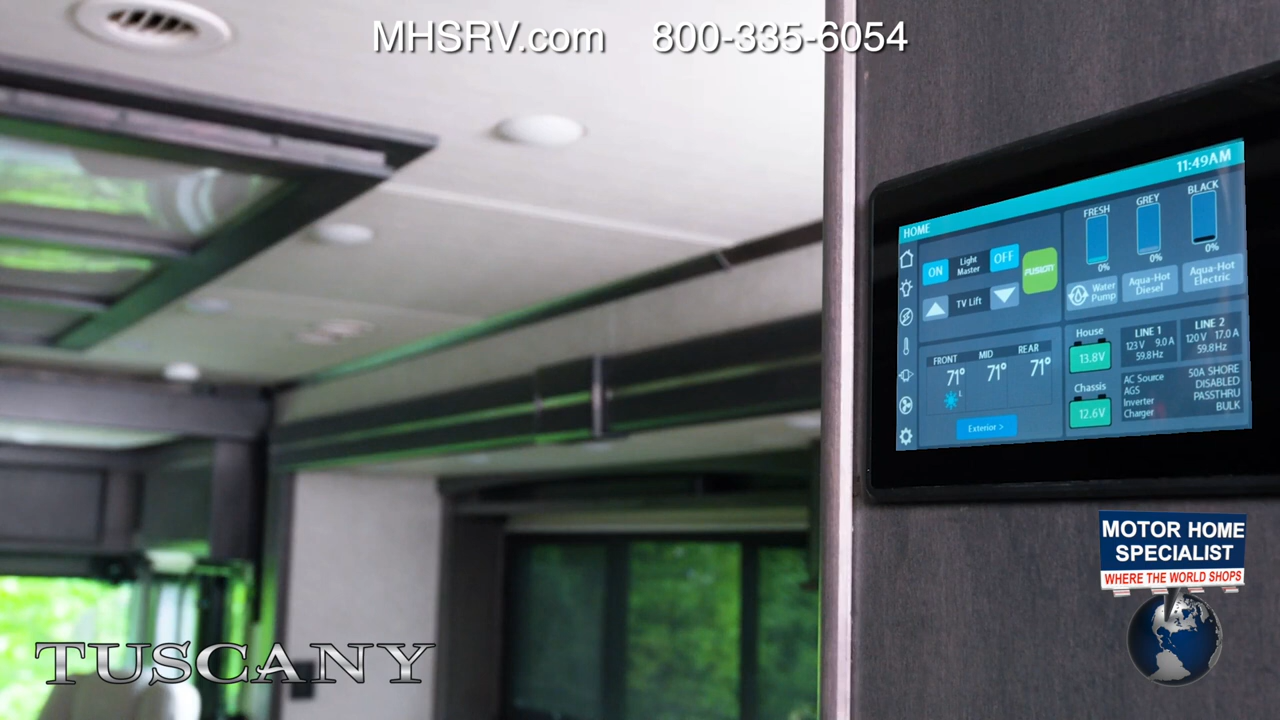 MHSRV.com 800-335-6054
11:49AM
HOME
FRESH GREY BLACK
0% 0% 0%
ON Light Master OFF FUSION
TV Lift
Water Pump Aqua-Hot Diesel Aqua-Hot Electric
FRONT MID REAR
71° 71° 71°
L
Exterior >
House
13.8V
Chassis
12.6V
LINE 1 LINE 2
123 V 9.0 A 120 V 17.0 A
59.8Hz 59.8Hz
AC Source 50A SHORE
AGS DISABLED
Inverter PASSTHRU
Charger BULK
MOTOR HOME
SPECIALIST
WHERE THE WORLD SHOPS
TUSCANY